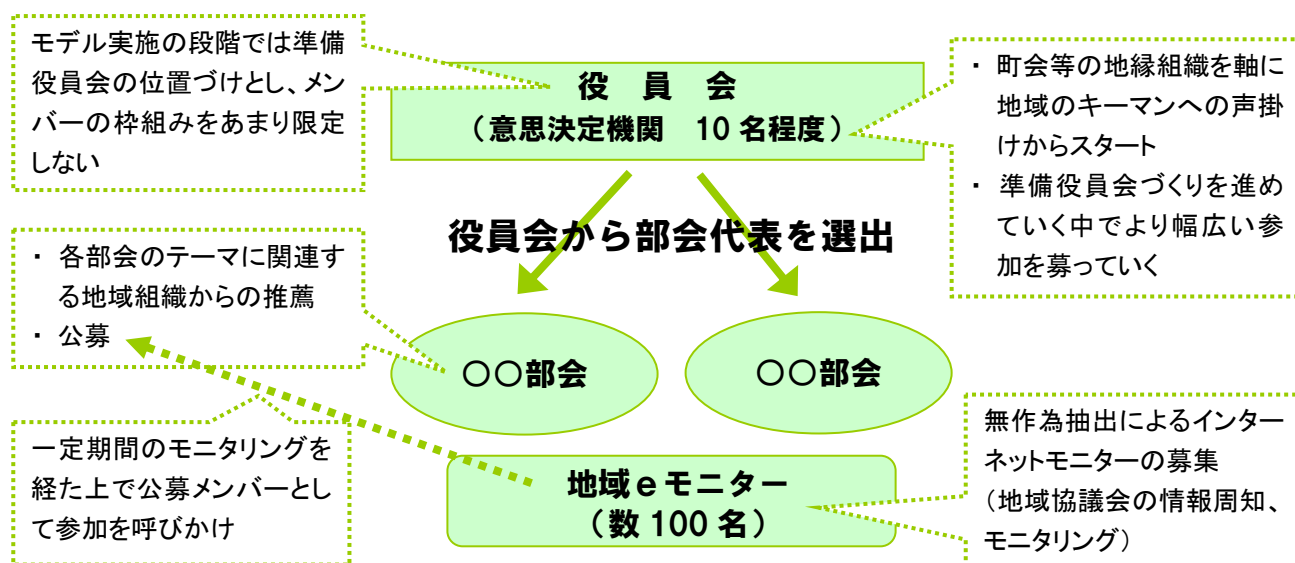 モデル実施の段階では準備
役員会の位置づけとし、メン
バーの枠組みをあまり限定
しない
役　員　会
（意思決定機関　10 名程度）
・ 町会等の地縁組織を軸に
地域のキーマンへの声掛
けからスタート
・ 準備役員会づくりを進め
ていく中でより幅広い参
加を募っていく
役員会から部会代表を選出
・ 各部会のテーマに関連す
る地域組織からの推薦
・ 公募
〇〇部会
〇〇部会
一定期間のモニタリングを
経た上で公募メンバーとし
て参加を呼びかけ
地域ｅモニター
（数 100 名）
無作為抽出によるインター
ネットモニターの募集
（地域協議会の情報周知、
モニタリング）